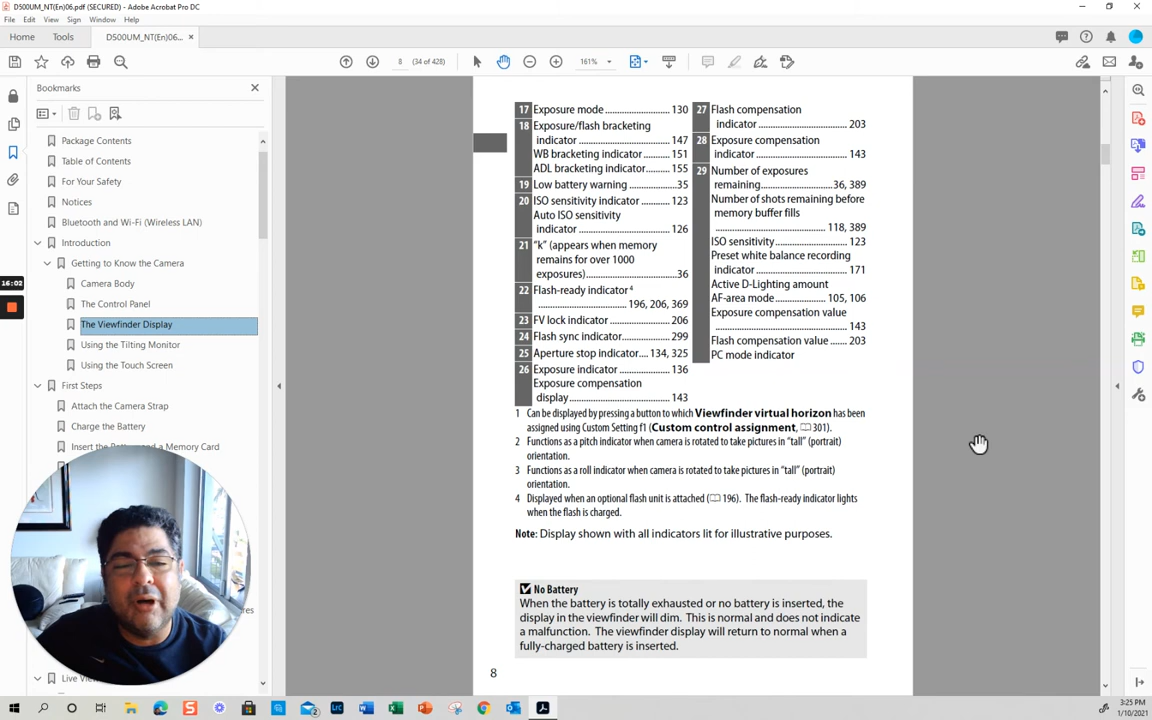 D500UM_NT(En)06.pdf (SECURED) - Adobe Acrobat Pro DC
File Edit View Sign Window Help
Home Tools D500UM_NT(En)06... ×
8 (34 of 428) 161%
Bookmarks
Package Contents
Table of Contents
For Your Safety
Notices
Bluetooth and Wi-Fi (Wireless LAN)
Introduction
Getting to Know the Camera
Camera Body
The Control Panel
The Viewfinder Display
Using the Tilting Monitor
Using the Touch Screen
First Steps
Attach the Camera Strap
Charge the Battery
16:02
17 Exposure mode ........................ 130
18 Exposure/flash bracketing
indicator ................................. 147
WB bracketing indicator ........... 151
ADL bracketing indicator.......... 155
19 Low battery warning ..................35
20 ISO sensitivity indicator ............ 123
Auto ISO sensitivity
indicator ................................. 126
21 “k” (appears when memory
remains for over 1000
exposures)..................................36
22 Flash-ready indicator 4
............................. 196, 206, 369
23 FV lock indicator ...................... 206
24 Flash sync indicator................... 299
25 Aperture stop indicator.... 134, 325
26 Exposure indicator ................... 136
Exposure compensation
display.................................... 143
27 Flash compensation
indicator .................................. 203
28 Exposure compensation
indicator .................................. 143
29 Number of exposures
remaining........................36, 389
Number of shots remaining before
memory buffer fills
.................................... 118, 389
ISO sensitivity ......................... 123
Preset white balance recording
indicator .................................. 171
Active D-Lighting amount
AF-area mode .................. 105, 106
Exposure compensation value
............................................. 143
Flash compensation value ...... 203
PC mode indicator
1 Can be displayed by pressing a button to which Viewfinder virtual horizon has been
assigned using Custom Setting f1 (Custom control assignment, 301).
2 Functions as a pitch indicator when camera is rotated to take pictures in “tall” (portrait)
orientation.
3 Functions as a roll indicator when camera is rotated to take pictures in “tall” (portrait)
orientation.
4 Displayed when an optional flash unit is attached ( 196). The flash-ready indicator lights
when the flash is charged.
Note: Display shown with all indicators lit for illustrative purposes.
No Battery
When the battery is totally exhausted or no battery is inserted, the
display in the viewfinder will dim. This is normal and does not indicate
a malfunction. The viewfinder display will return to normal when a
fully-charged battery is inserted.
8
3:25 PM
1/10/2021